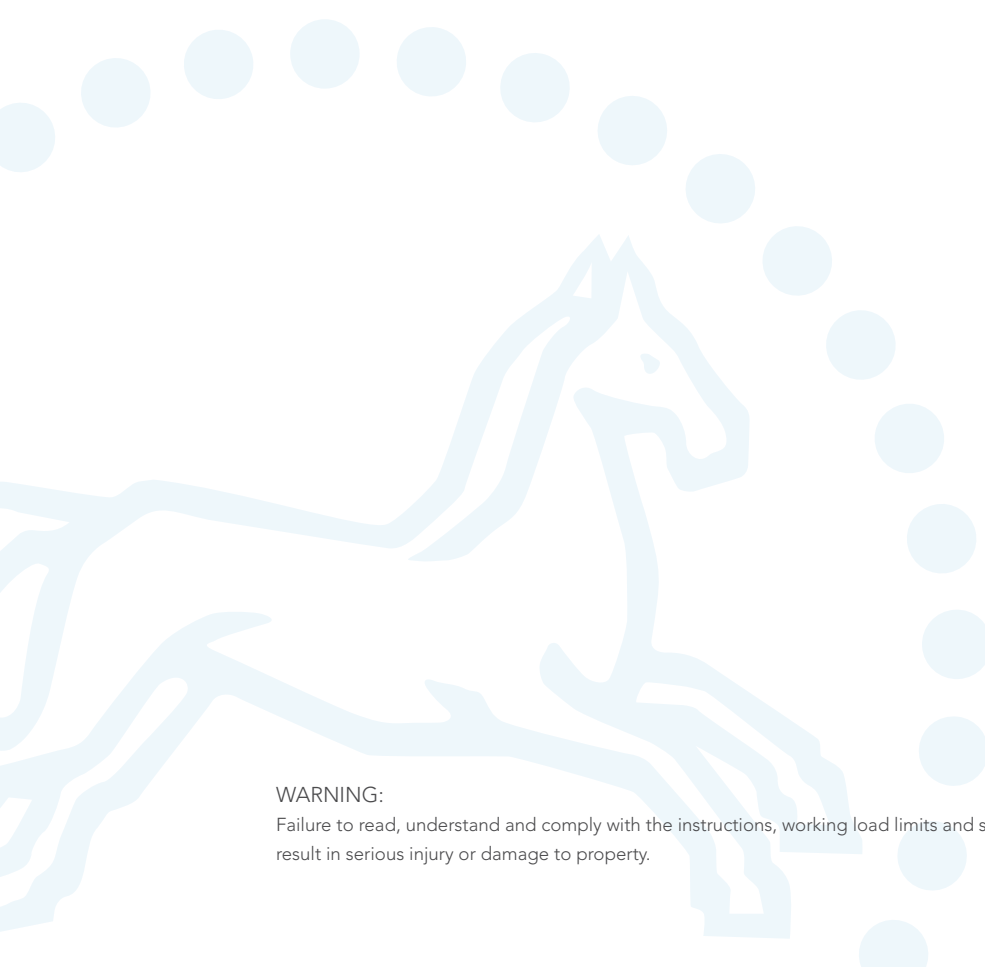 WARNING:
Failure to read, understand and comply with the instructions, working load limits and
result in serious injury or damage to property.